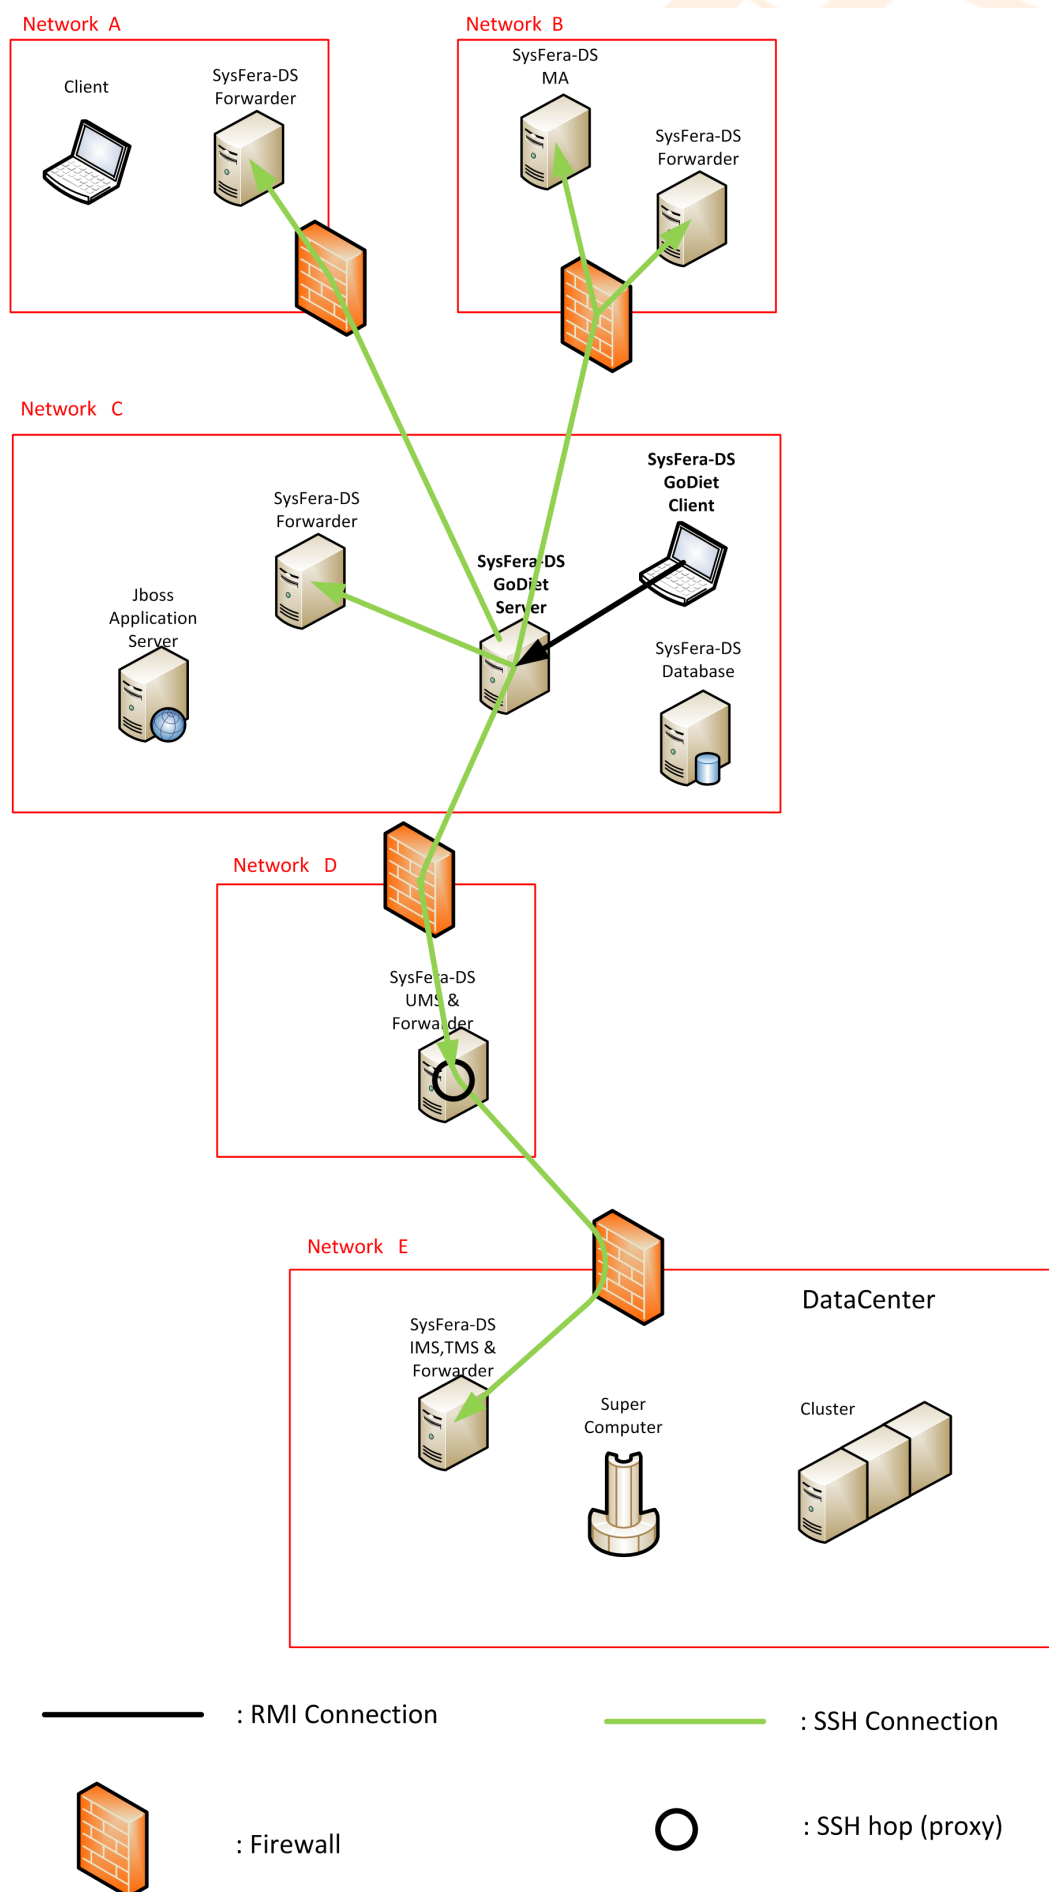 Network A
Network B
Client
SysFera-DS
Forwarder
SysFera-DS
MA
SysFera-DS
Forwarder
Network C
SysFera-DS
GoDiet
Client
SysFera-DS
Forwarder
SysFera-DS
GoDiet
Server
Jboss
Application
Server
SysFera-DS
Database
Network D
SysFera-DS
UMS &
Forwarder
Network E
DataCenter
SysFera-DS
IMS,TMS &
Forwarder
Super
Computer
Cluster
: RMI Connection
: SSH Connection
: Firewall
: SSH hop (proxy)